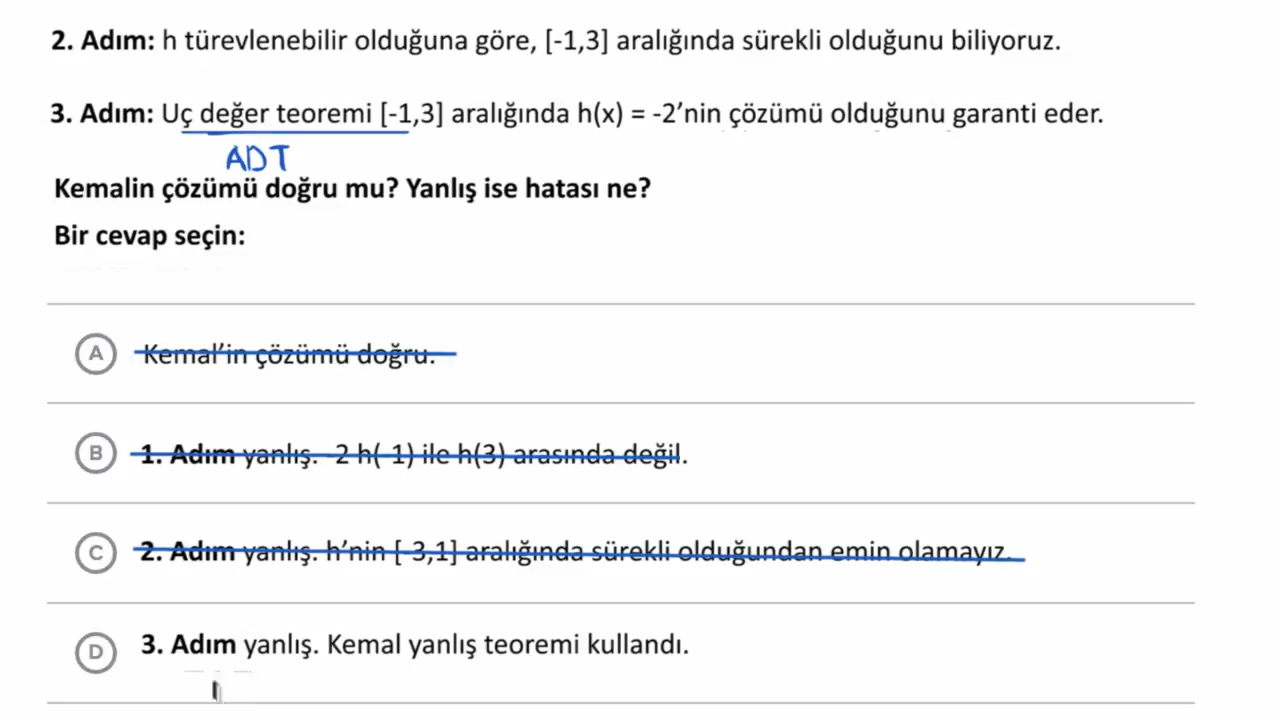 2. Adım: h türevlenebilir olduğuna göre, [-1,3] aralığında sürekli olduğunu biliyoruz.
3. Adım: Uç değer teoremi [-1,3] aralığında h(x) = -2’nin çözümü olduğunu garanti eder.
ADT
Kemalin çözümü doğru mu? Yanlış ise hatası ne?
Bir cevap seçin:
A Kemal’in çözümü doğru.
B 1. Adım yanlış. -2 h(-1) ile h(3) arasında değil.
C 2. Adım yanlış. h’nin [-3,1] aralığında sürekli olduğundan emin olamayız.
D 3. Adım yanlış. Kemal yanlış teoremi kullandı.